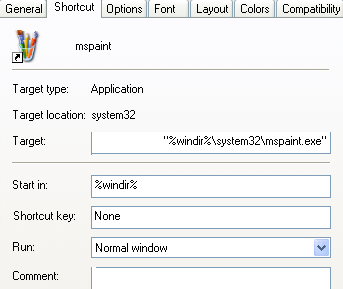 General Shortcut Options Font Layout Colors Compatibility
mspaint
Target type: Application
Target location: system32
Target: "%windir%\system32\mspaint.exe"
Start in: %windir%
Shortcut key: None
Run: Normal window
Comment: